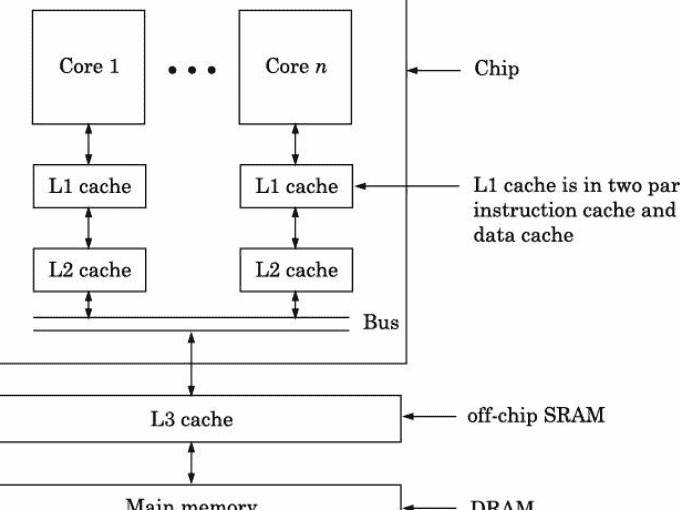 Core 1
Core n
Chip
L1 cache
L1 cache
L1 cache is in two par
instruction cache and
data cache
L2 cache
L2 cache
Bus
L3 cache
off-chip SRAM
Main memory
DRAM